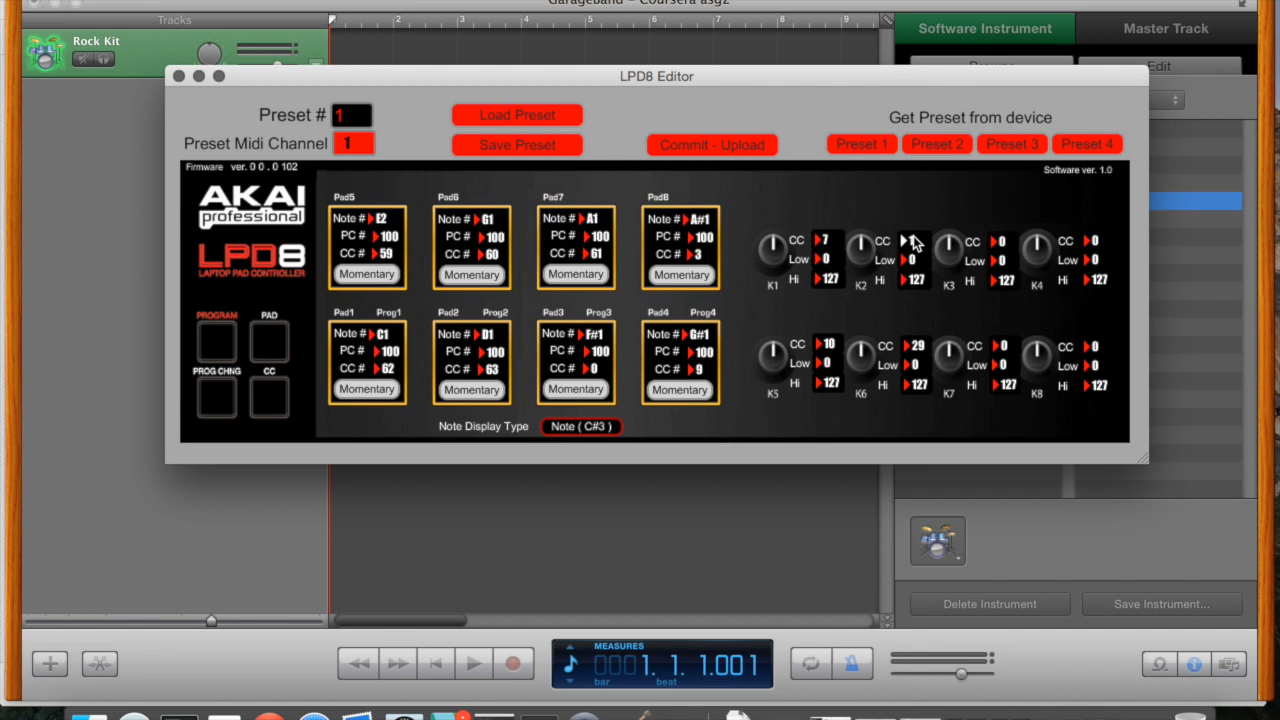 GarageBand – Coursera asg2
Tracks
2 3 4 5 6 7 8 9
Software Instrument Master Track
Rock Kit
Browse Edit
LPD8 Editor
Preset # 1
Load Preset
Get Preset from device
Preset Midi Channel 1
Save Preset
Commit - Upload
Preset 1 Preset 2 Preset 3 Preset 4
Firmware ver. 0 0 . 0 102
Software ver. 1.0
AKAI
professional
LPD8
LAPTOP PAD CONTROLLER
PROGRAM PAD
PROG CHNG CC
Pad5 Pad6 Pad7 Pad8
Note # E2 Note # G1 Note # A1 Note # A#1
PC # 100 PC # 100 PC # 100 PC # 100
CC # 59 CC # 60 CC # 61 CC # 3
Momentary Momentary Momentary Momentary
Pad1 Prog1 Pad2 Prog2 Pad3 Prog3 Pad4 Prog4
Note # C1 Note # D1 Note # F#1 Note # G#1
PC # 100 PC # 100 PC # 100 PC # 100
CC # 62 CC # 63 CC # 0 CC # 9
Momentary Momentary Momentary Momentary
Note Display Type Note ( C#3 )
CC 7 CC 1 CC 0 CC 0
Low 0 Low 0 Low 0 Low 0
Hi 127 Hi 127 Hi 127 Hi 127
K1 K2 K3 K4
CC 10 CC 29 CC 0 CC 0
Low 0 Low 0 Low 0 Low 0
Hi 127 Hi 127 Hi 127 Hi 127
K5 K6 K7 K8
Delete Instrument Save Instrument...
MEASURES
0001. 1. 1.001
bar beat